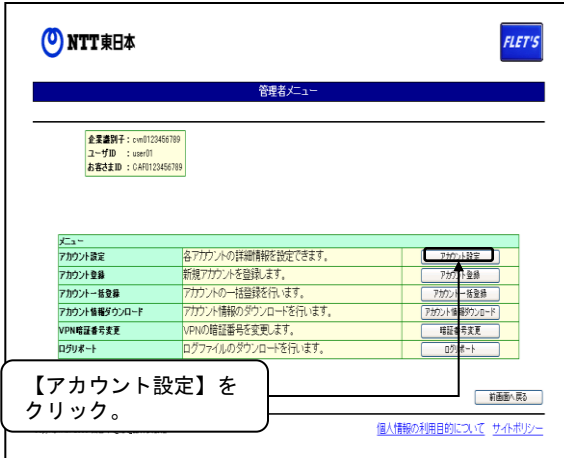 NTT東日本
FLET'S
管理者メニュー
企業識別子：cvn0123456789
ユーザID ：user01
お客さまID ：CAF0123456789
メニュー
アカウント設定 各アカウントの詳細情報を設定できます。 アカウント設定
アカウント登録 新規アカウントを登録します。 アカウント登録
アカウント一括登録 アカウントの一括登録を行います。 アカウント一括登録
アカウント情報ダウンロード アカウント情報のダウンロードを行います。 アカウント情報ダウンロード
VPN暗証番号変更 VPNの暗証番号を変更します。 暗証番号変更
ログリポート ログファイルのダウンロードを行います。 ログリポート
【アカウント設定】を
クリック。
前画面へ戻る
個人情報の利用目的について サイトポリシー